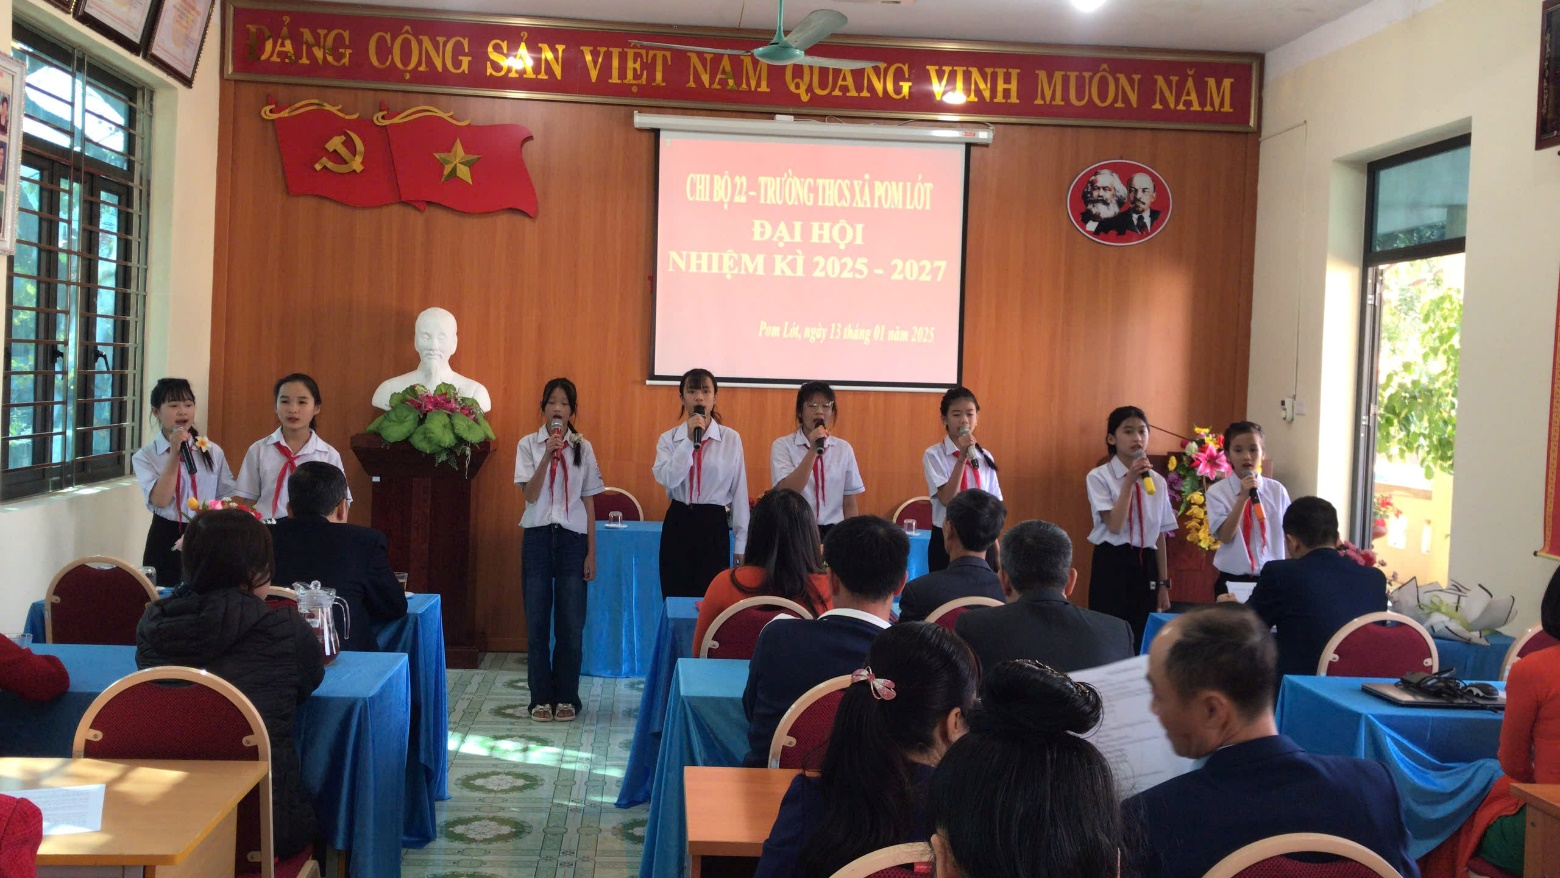 ĐẢNG CỘNG SẢN VIỆT NAM QUANG VINH MUÔN NĂM
CHI BỘ 22 - TRƯỜNG THCS XÃ POM LÓT
ĐẠI HỘI
NHIỆM KÌ 2025 - 2027
Pom Lót, ngày 13 tháng 01 năm 2025